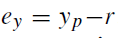 e_y = y_p − r